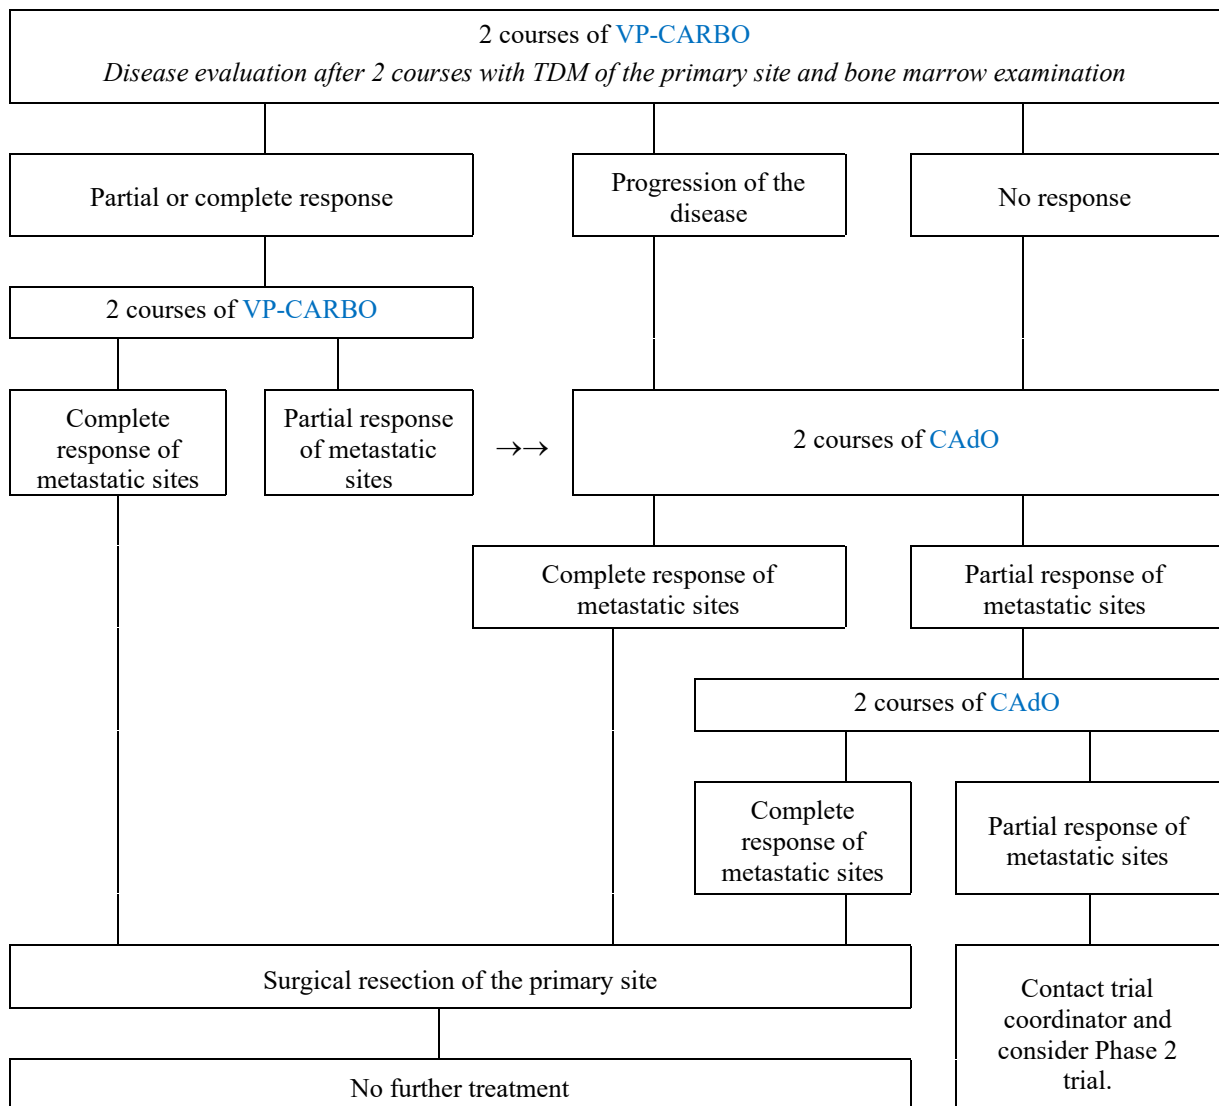 2 courses of VP-CARBO
Disease evaluation after 2 courses with TDM of the primary site and bone marrow examination
Partial or complete response
Progression of the
disease
No response
2 courses of VP-CARBO
Complete
response of
metastatic sites
Partial response
of metastatic
sites
→→
2 courses of CAdO
Complete response of
metastatic sites
Partial response of
metastatic sites
2 courses of CAdO
Complete
response of
metastatic sites
Partial response of
metastatic sites
Surgical resection of the primary site
Contact trial
coordinator and
consider Phase 2
trial.
No further treatment